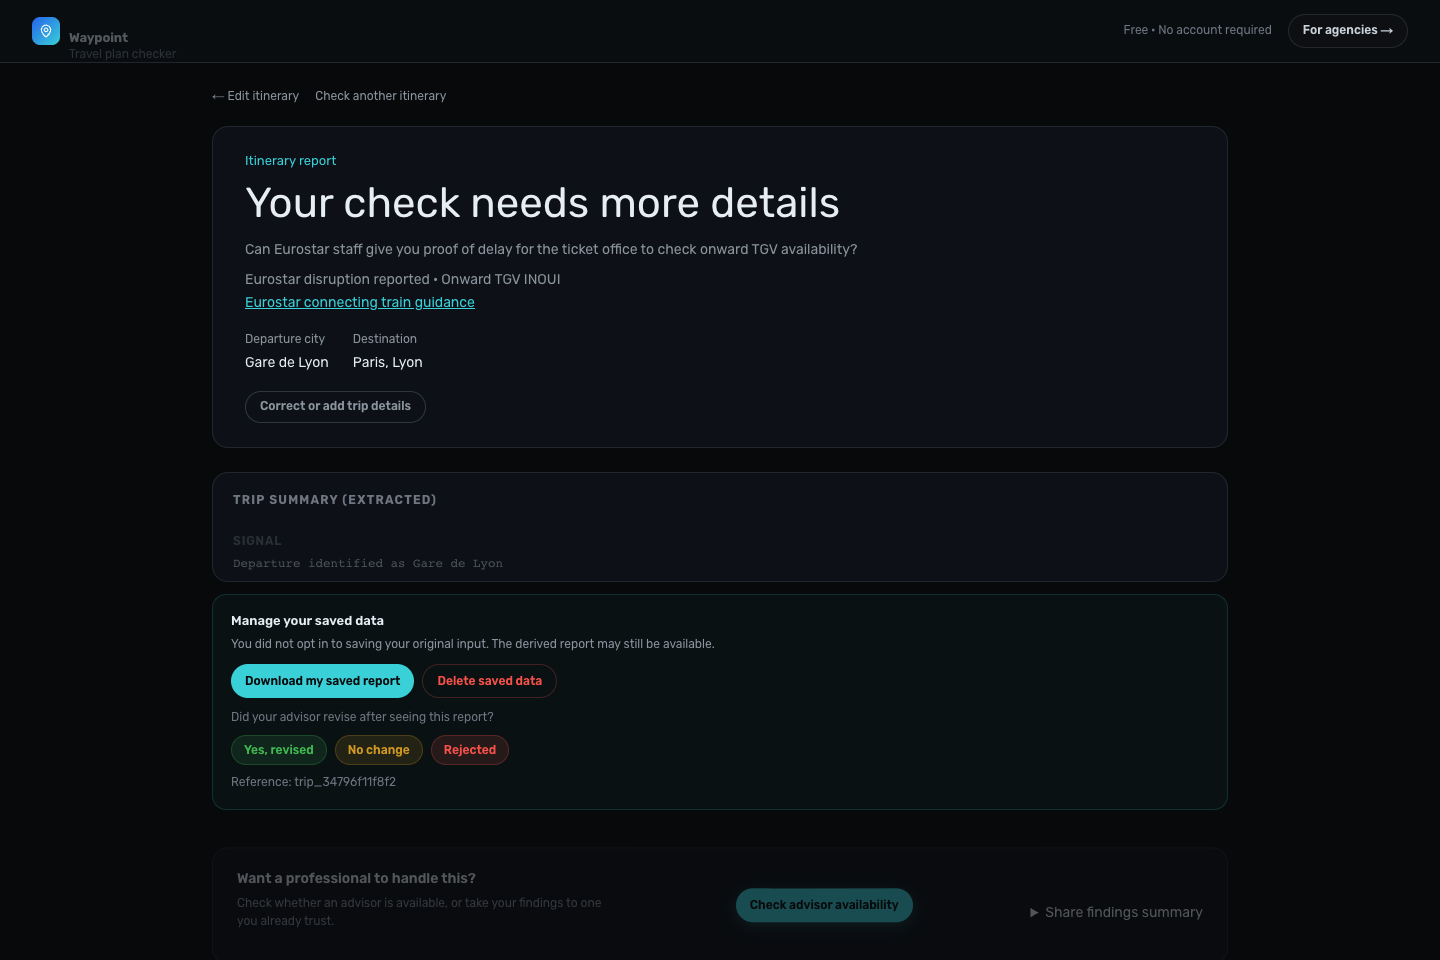 Waypoint
Travel plan checker
Free • No account required
For agencies →
← Edit itinerary
Check another itinerary
Itinerary report
Your check needs more details
Can Eurostar staff give you proof of delay for the ticket office to check onward TGV availability?
Eurostar disruption reported • Onward TGV INOUI
Eurostar connecting train guidance
Departure city
Destination
Gare de Lyon
Paris, Lyon
Correct or add trip details
TRIP SUMMARY (EXTRACTED)
SIGNAL
Departure identified as Gare de Lyon
Manage your saved data
You did not opt in to saving your original input. The derived report may still be available.
Download my saved report
Delete saved data
Did your advisor revise after seeing this report?
Yes, revised
No change
Rejected
Reference: trip_34796f11f8f2
Want a professional to handle this?
Check whether an advisor is available, or take your findings to one
you already trust.
Check advisor availability
▶ Share findings summary